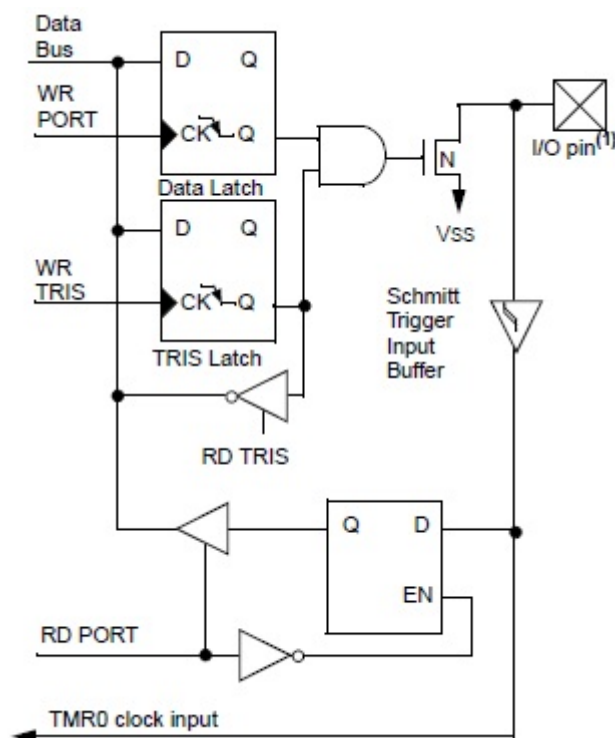 Data
Bus
D Q
WR
PORT
CK Q
Data Latch
D Q
WR
TRIS
CK Q
TRIS Latch
N
VSS
I/O pin(1)
Schmitt
Trigger
Input
Buffer
RD TRIS
Q D
EN
RD PORT
TMR0 clock input